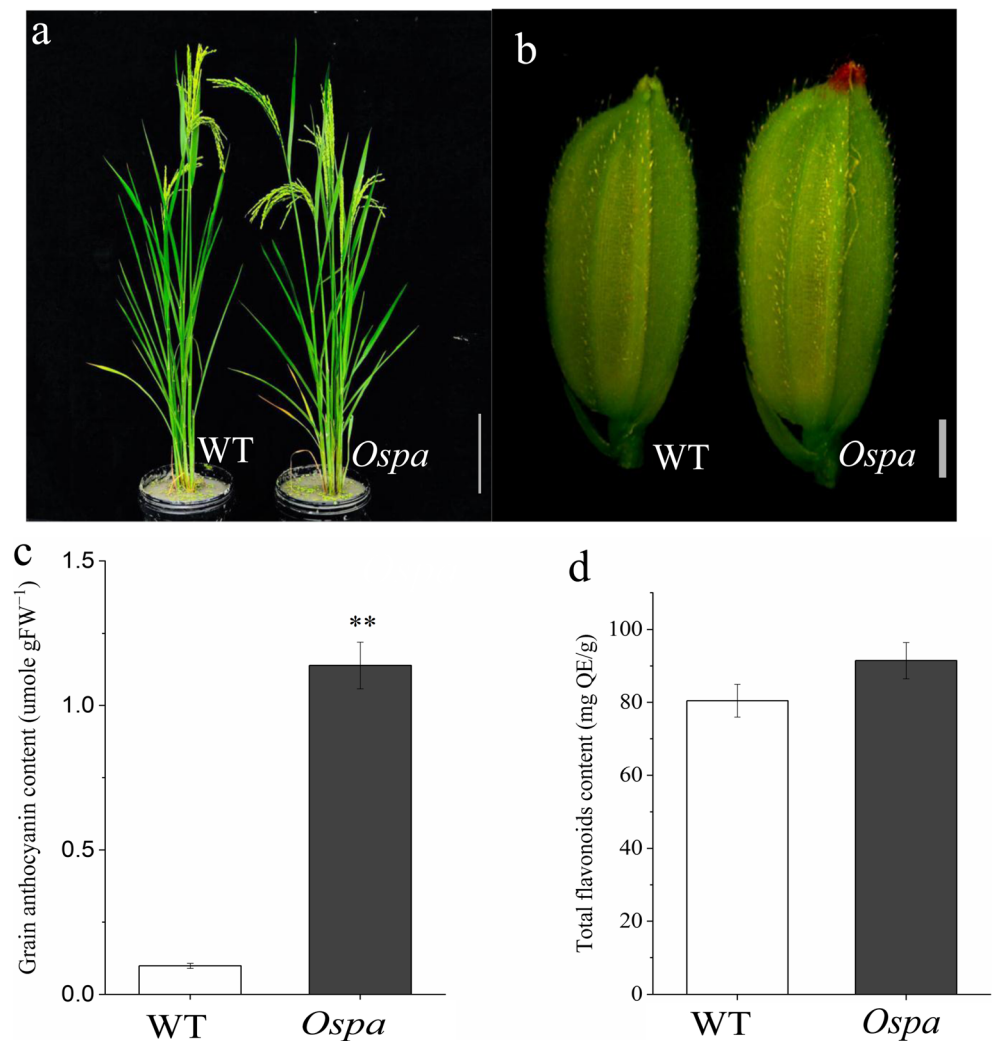 a
b
WT
Ospa
WT
Ospa
c
d
Grain anthocyanin content (umole gFW⁻¹)
1.5
1.0
0.5
0.0
**
WT
Ospa
Total flavonoids content (mg QE/g)
100
80
60
40
20
0
WT
Ospa